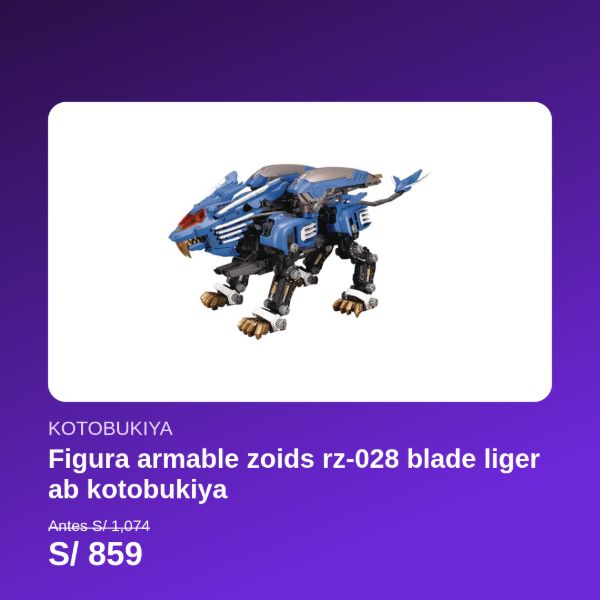 KOTOBUKIYA
Figura armable zoids rz-028 blade liger
ab kotobukiya
Antes S/ 1,074
S/ 859